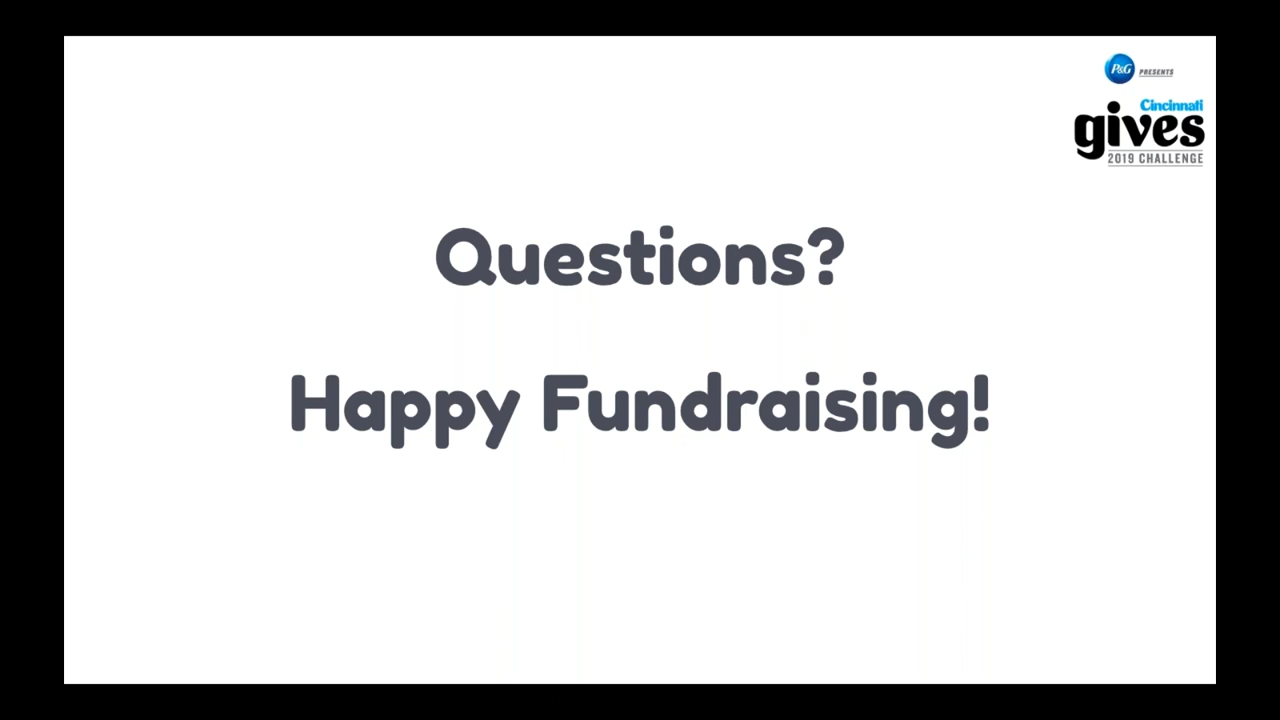 P&G PRESENTS
Cincinnati
gives
2019 CHALLENGE
Questions?
Happy Fundraising!